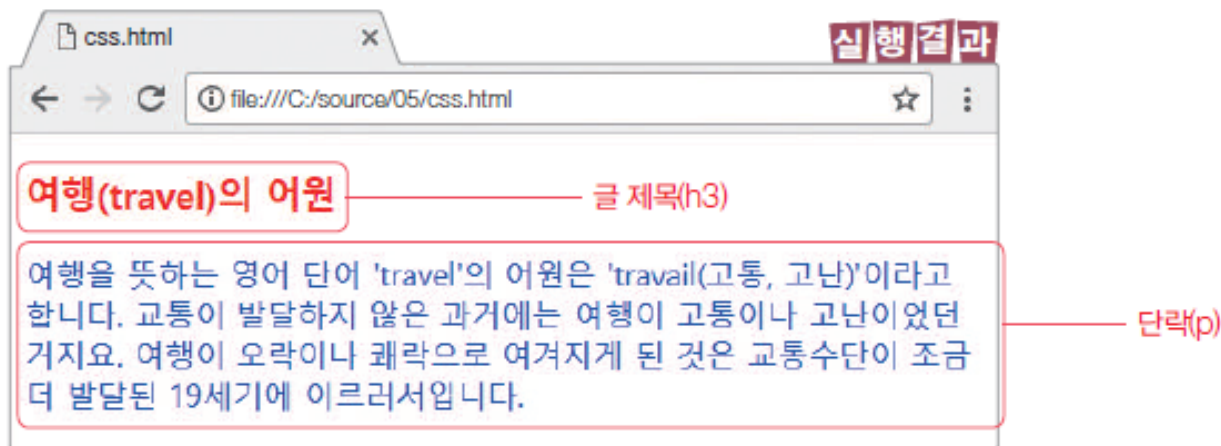 css.html
실행결과
file:///C:/source/05/css.html
여행(travel)의 어원
글 제목(h3)
여행을 뜻하는 영어 단어 'travel'의 어원은 'travail(고통, 고난)'이라고
합니다. 교통이 발달하지 않은 과거에는 여행이 고통이나 고난이었던
거지요. 여행이 오락이나 쾌락으로 여겨지게 된 것은 교통수단이 조금
더 발달된 19세기에 이르러서입니다.
단락(p)